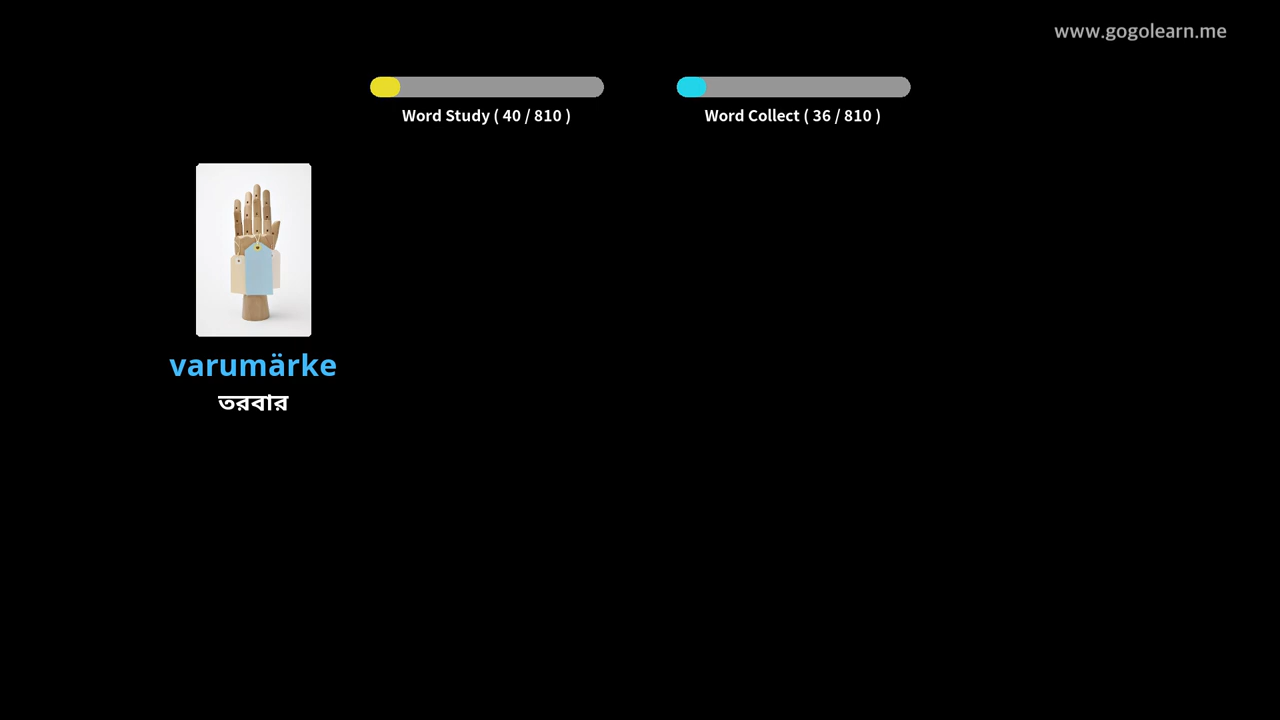 www.gogolearn.me
Word Study ( 40 / 810 )
Word Collect ( 36 / 810 )
varumärke
তরবার